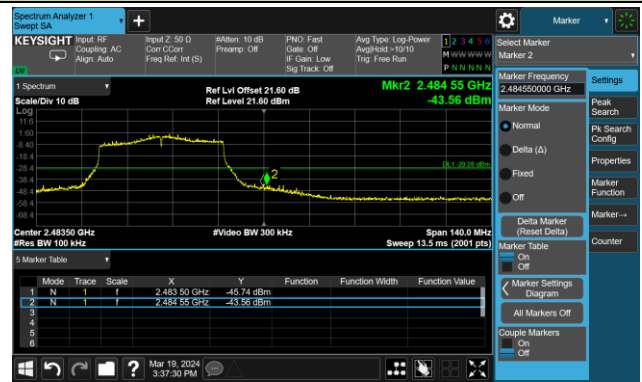 Spectrum Analyzer 1
Swept SA
Marker
KEYSIGHT
Input: RF
Coupling: AC
Align: Auto
Input Z: 50 Ω
Corr CCorr
Freq Ref: Int (S)
#Atten: 10 dB
Preamp: Off
PNO: Fast
Gate: Off
IF Gain: Low
Sig Track: Off
Avg Type: Log-Power
Avg|Hold:>10/10
Trig: Free Run
1 2 3 4 5 6
M W W W W W
P N N N N N
LXI
Select Marker
Marker 2
1 Spectrum
Scale/Div 10 dB
Log
Ref Lvl Offset 21.60 dB
Ref Level 21.60 dBm
Mkr2 2.484 55 GHz
-43.56 dBm
11.6
1.60
-8.40
-18.4
-28.4
-38.4
-48.4
-58.4
-68.4
DL1 -29.28 dBm
2
Center 2.48350 GHz
#Res BW 100 kHz
#Video BW 300 kHz
Span 140.0 MHz
Sweep 13.5 ms (2001 pts)
5 Marker Table
Mode Trace Scale X Y Function Function Width Function Value
1 N 1 f 2.483 50 GHz -45.74 dBm
2 N 1 f 2.484 55 GHz -43.56 dBm
3
4
5
6
Marker Frequency
2.484550000 GHz
Marker Mode
Normal
Delta (Δ)
Fixed
Off
Delta Marker
(Reset Delta)
Marker Table
On
Off
Marker Settings
Diagram
All Markers Off
Couple Markers
On
Off
Settings
Peak
Search
Pk Search
Config
Properties
Marker
Function
Marker→
Counter
?
Mar 19, 2024
3:37:30 PM